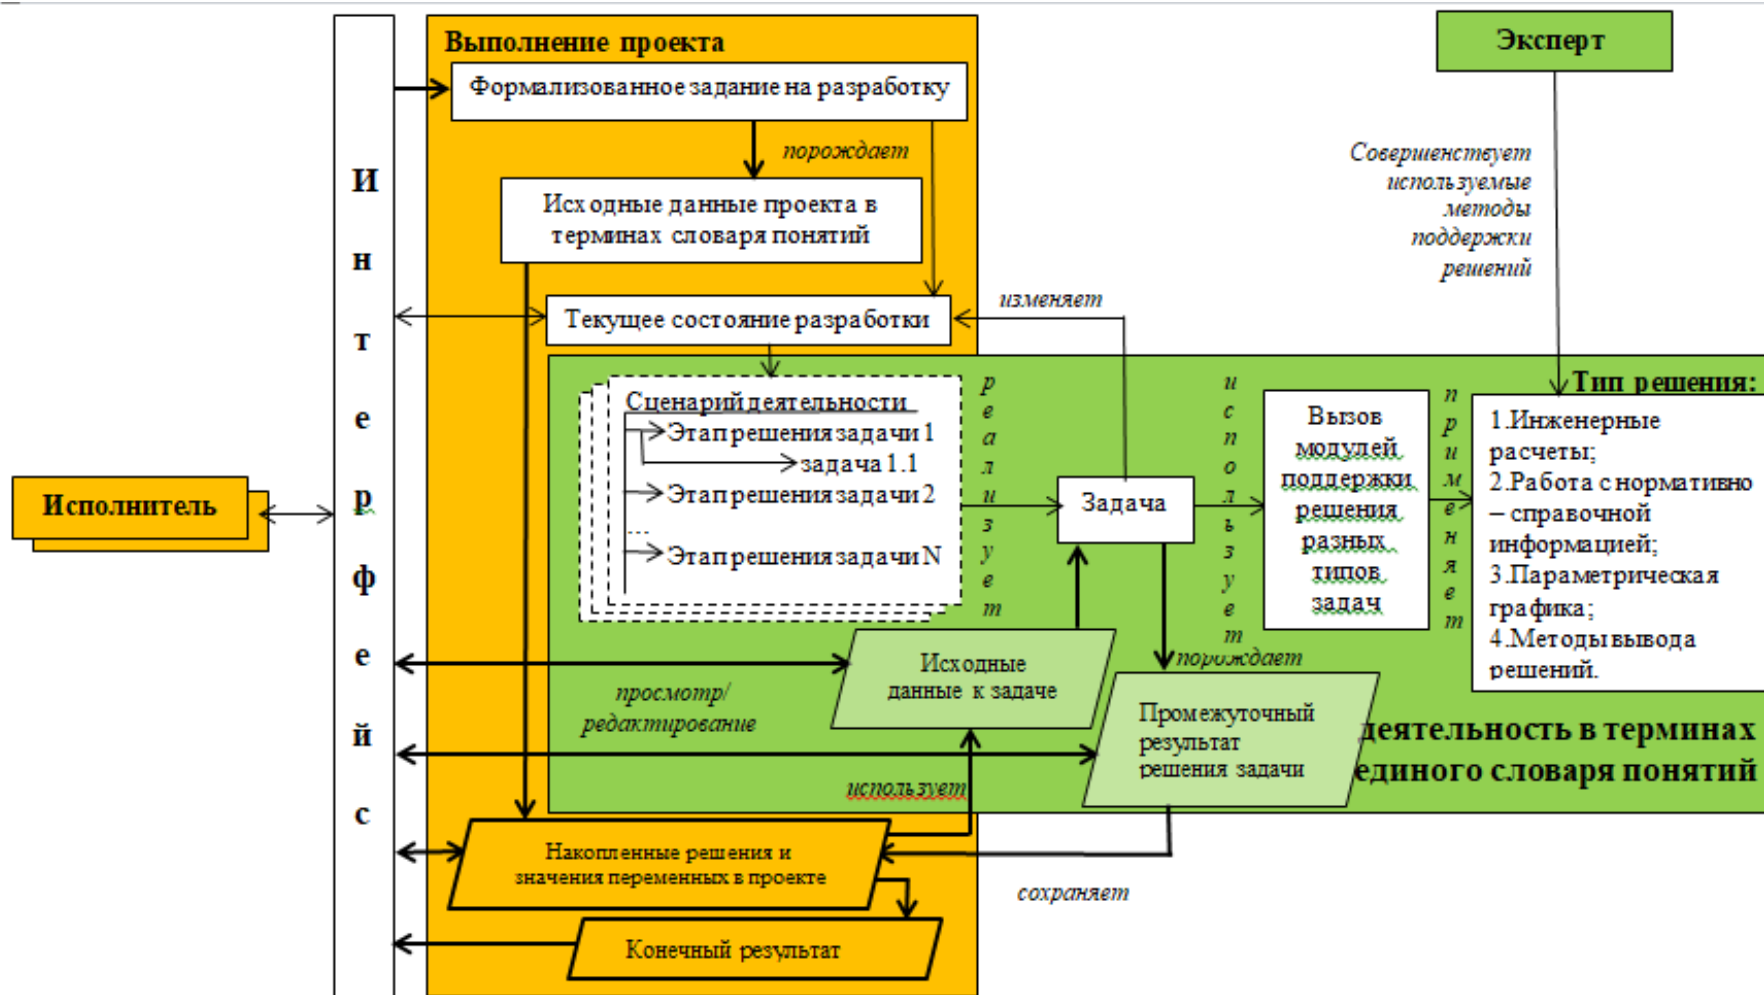 Выполнение проекта
Эксперт
Формализованное задание на разработку
порождает
Совершенствует
используемые
методы
поддержки
решений
Исходные данные проекта в
терминах словаря понятий
Интерфейс
изменяет
Текущее состояние разработки
Тип решения:
Сценарий деятельности
Этап решения задачи 1
задача 1.1
Этап решения задачи 2
...
Этап решения задачи N
реализует
Задача
использует
Вызов
модулей
поддержки
решения
разных
типов
задач
применяет
1.Инженерные
расчеты;
2.Работа с нормативно
– справочной
информацией;
3.Параметрическая
графика;
4.Методы вывода
решений.
Исполнитель
Исходные
данные к задаче
порождает
просмотр/
редактирование
Промежуточный
результат
решения задачи
деятельность в терминах
единого словаря понятий
использует
Накопленные решения и
значения переменных в проекте
сохраняет
Конечный результат